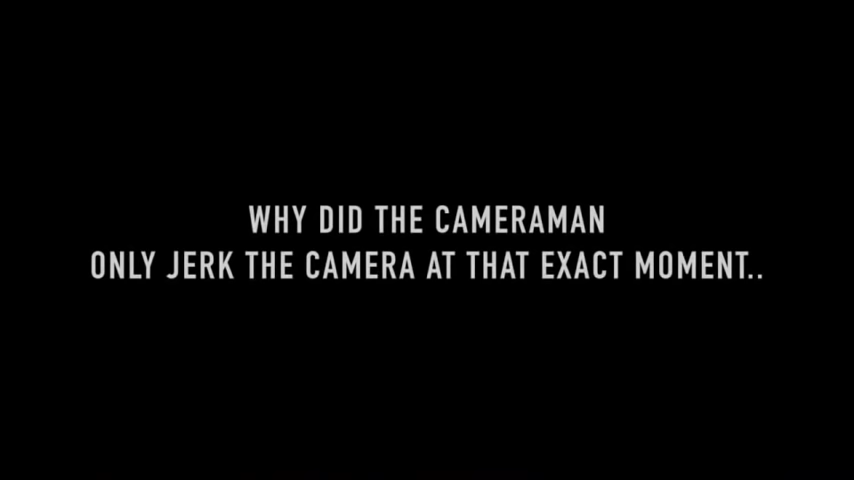 WHY DID THE CAMERAMAN
ONLY JERK THE CAMERA AT THAT EXACT MOMENT..